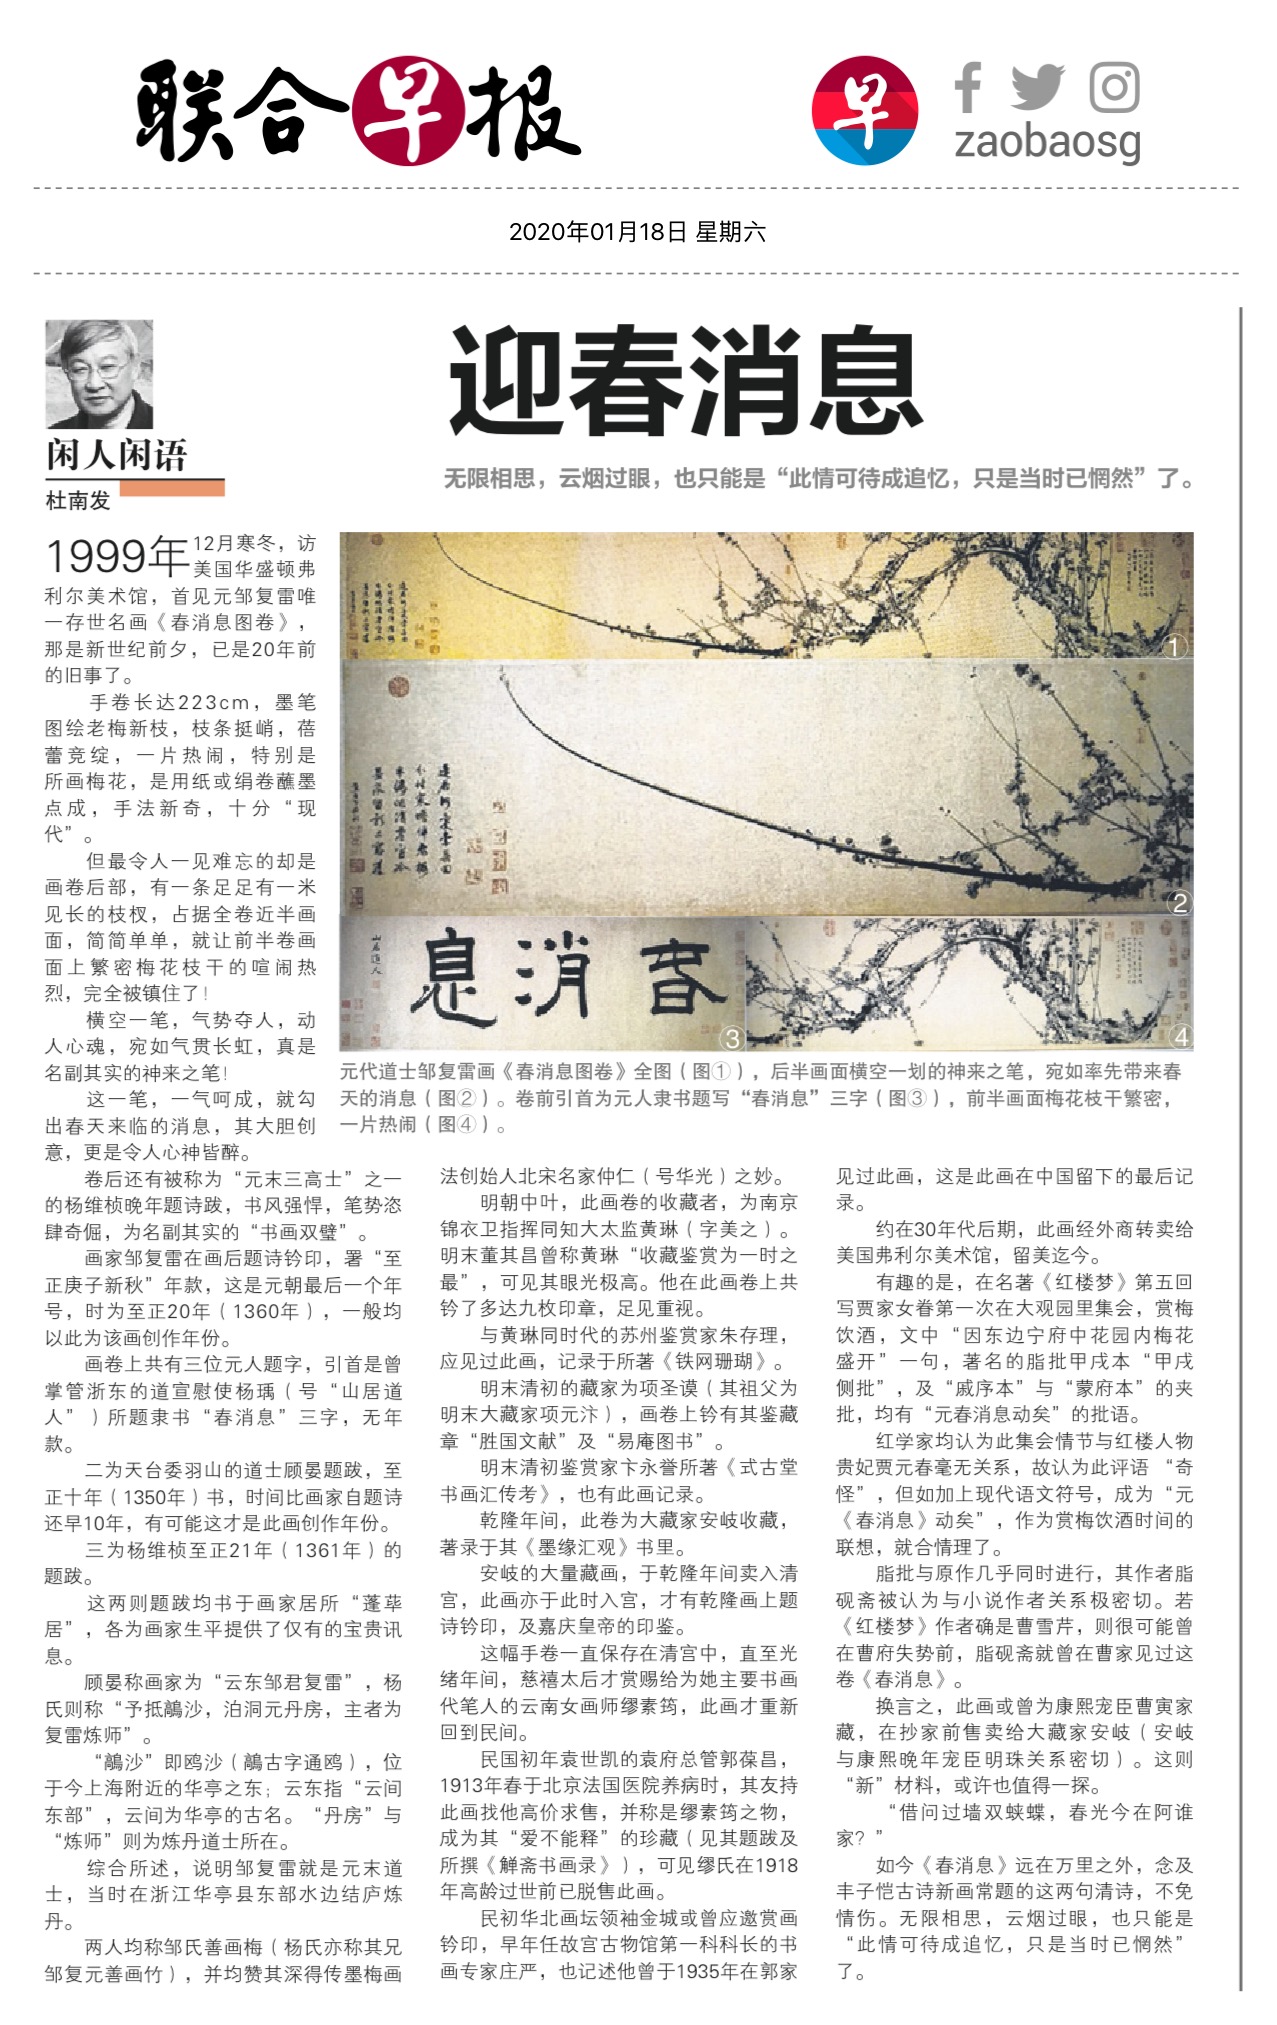 联合早报
早
zaobaosg
2020年01月18日 星期六
闲人闲语
杜南发
迎春消息
无限相思，云烟过眼，也只能是“此情可待成追忆，只是当时已惘然”了。
1999年12月寒冬，访
美国华盛顿弗
利尔美术馆，首见元邹复雷唯
一存世名画《春消息图卷》，
那是新世纪前夕，已是20年前
的旧事了。
手卷长达223cm，墨笔
图绘老梅新枝，枝条挺峭，蓓
蕾竞绽，一片热闹，特别是
所画梅花，是用纸或绢卷蘸墨
点成，手法新奇，十分“现
代”。
但最令人一见难忘的却是
画卷后部，有一条足足有一米
见长的枝杈，占据全卷近半画
面，简简单单，就让前半卷画
面上繁密梅花枝干的喧闹热
烈，完全被镇住了！
横空一笔，气势夺人，动
人心魂，宛如气贯长虹，真是
名副其实的神来之笔！
这一笔，一气呵成，就勾
出春天来临的消息，其大胆创
意，更是令人心神皆醉。
卷后还有被称为“元末三高士”之一
的杨维桢晚年题诗跋，书风强悍，笔势恣
肆奇倔，为名副其实的“书画双璧”。
画家邹复雷在画后题诗钤印，署“至
正庚子新秋”年款，这是元朝最后一个年
号，时为至正20年（1360年），一般均
以此为该画创作年份。
画卷上共有三位元人题字，引首是曾
掌管浙东的道宣慰使杨瑀（号“山居道
人”）所题隶书“春消息”三字，无年
款。
二为天台委羽山的道士顾晏题跋，至
正十年（1350年）书，时间比画家自题诗
还早10年，有可能这才是此画创作年份。
三为杨维桢至正21年（1361年）的
题跋。
这两则题跋均书于画家居所“蓬荜
居”，各为画家生平提供了仅有的宝贵讯
息。
顾晏称画家为“云东邹君复雷”，杨
氏则称“予抵鷼沙，泊洞元丹房，主者为
复雷炼师”。
“鷼沙”即鸥沙（鷼古字通鸥），位
于今上海附近的华亭之东；云东指“云间
东部”，云间为华亭的古名。“丹房”与
“炼师”则为炼丹道士所在。
综合所述，说明邹复雷就是元末道
士，当时在浙江华亭县东部水边结庐炼
丹。
两人均称邹氏善画梅（杨氏亦称其兄
邹复元善画竹），并均赞其深得传墨梅画
①
②
息消春
山居道人
③
④
元代道士邹复雷画《春消息图卷》全图（图①），后半画面横空一划的神来之笔，宛如率先带来春
天的消息（图②）。卷前引首为元人隶书题写“春消息”三字（图③），前半画面梅花枝干繁密，
一片热闹（图④）。
法创始人北宋名家仲仁（号华光）之妙。
明朝中叶，此画卷的收藏者，为南京
锦衣卫指挥同知大太监黄琳（字美之）。
明末董其昌曾称黄琳“收藏鉴赏为一时之
最”，可见其眼光极高。他在此画卷上共
钤了多达九枚印章，足见重视。
与黄琳同时代的苏州鉴赏家朱存理，
应见过此画，记录于所著《铁网珊瑚》。
明末清初的藏家为项圣谟（其祖父为
明末大藏家项元汴），画卷上钤有其鉴藏
章“胜国文献”及“易庵图书”。
明末清初鉴赏家卞永誉所著《式古堂
书画汇传考》，也有此画记录。
乾隆年间，此卷为大藏家安岐收藏，
著录于其《墨缘汇观》书里。
安岐的大量藏画，于乾隆年间卖入清
宫，此画亦于此时入宫，才有乾隆画上题
诗钤印，及嘉庆皇帝的印鉴。
这幅手卷一直保存在清宫中，直至光
绪年间，慈禧太后才赏赐给为她主要书画
代笔人的云南女画师缪素筠，此画才重新
回到民间。
民国初年袁世凯的袁府总管郭葆昌，
1913年春于北京法国医院养病时，其友持
此画找他高价求售，并称是缪素筠之物，
成为其“爱不能释”的珍藏（见其题跋及
所撰《觯斋书画录》），可见缪氏在1918
年高龄过世前已脱售此画。
民初华北画坛领袖金城或曾应邀赏画
钤印，早年任故宫古物馆第一科科长的书
画专家庄严，也记述他曾于1935年在郭家
见过此画，这是此画在中国留下的最后记
录。
约在30年代后期，此画经外商转卖给
美国弗利尔美术馆，留美迄今。
有趣的是，在名著《红楼梦》第五回
写贾家女眷第一次在大观园里集会，赏梅
饮酒，文中“因东边宁府中花园内梅花
盛开”一句，著名的脂批甲戌本“甲戌
侧批”，及“戚序本”与“蒙府本”的夹
批，均有“元春消息动矣”的批语。
红学家均认为此集会情节与红楼人物
贵妃贾元春毫无关系，故认为此评语 “奇
怪”，但如加上现代语文符号，成为“元
《春消息》动矣”，作为赏梅饮酒时间的
联想，就合情理了。
脂批与原作几乎同时进行，其作者脂
砚斋被认为与小说作者关系极密切。若
《红楼梦》作者确是曹雪芹，则很可能曾
在曹府失势前，脂砚斋就曾在曹家见过这
卷《春消息》。
换言之，此画或曾为康熙宠臣曹寅家
藏，在抄家前售卖给大藏家安岐（安岐
与康熙晚年宠臣明珠关系密切）。这则
“新”材料，或许也值得一探。
“借问过墙双蛱蝶，春光今在阿谁
家？”
如今《春消息》远在万里之外，念及
丰子恺古诗新画常题的这两句清诗，不免
情伤。无限相思，云烟过眼，也只能是
“此情可待成追忆，只是当时已惘然”
了。